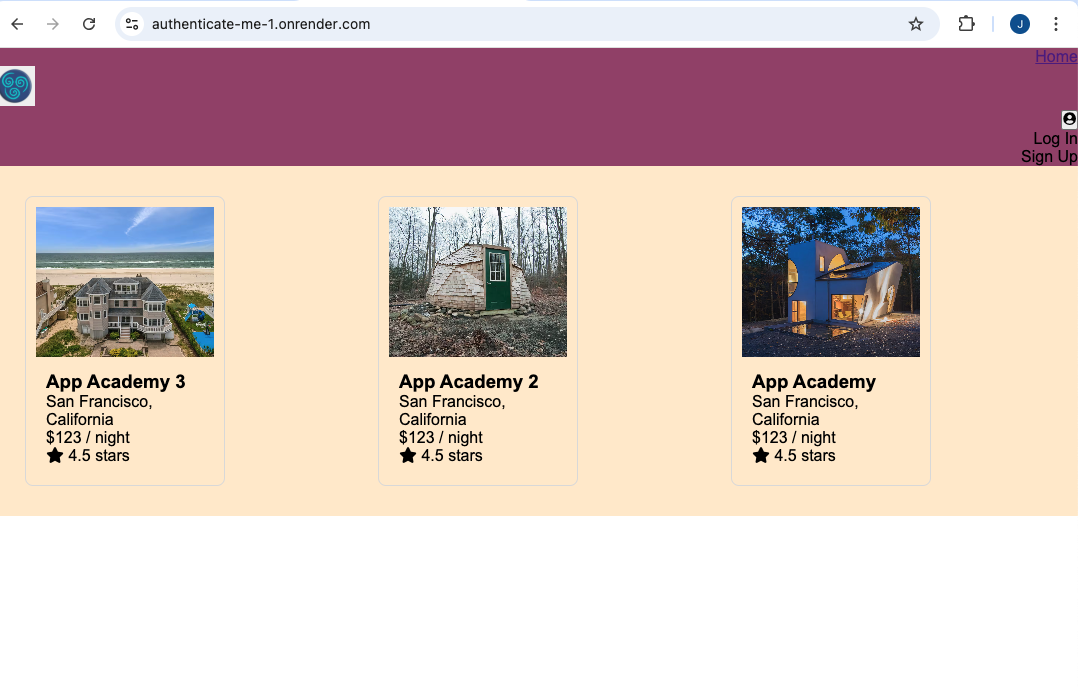 authenticate-me-1.onrender.com
J
Home
Log In
Sign Up
App Academy 3
San Francisco,
California
$123 / night
4.5 stars
App Academy 2
San Francisco,
California
$123 / night
4.5 stars
App Academy
San Francisco,
California
$123 / night
4.5 stars